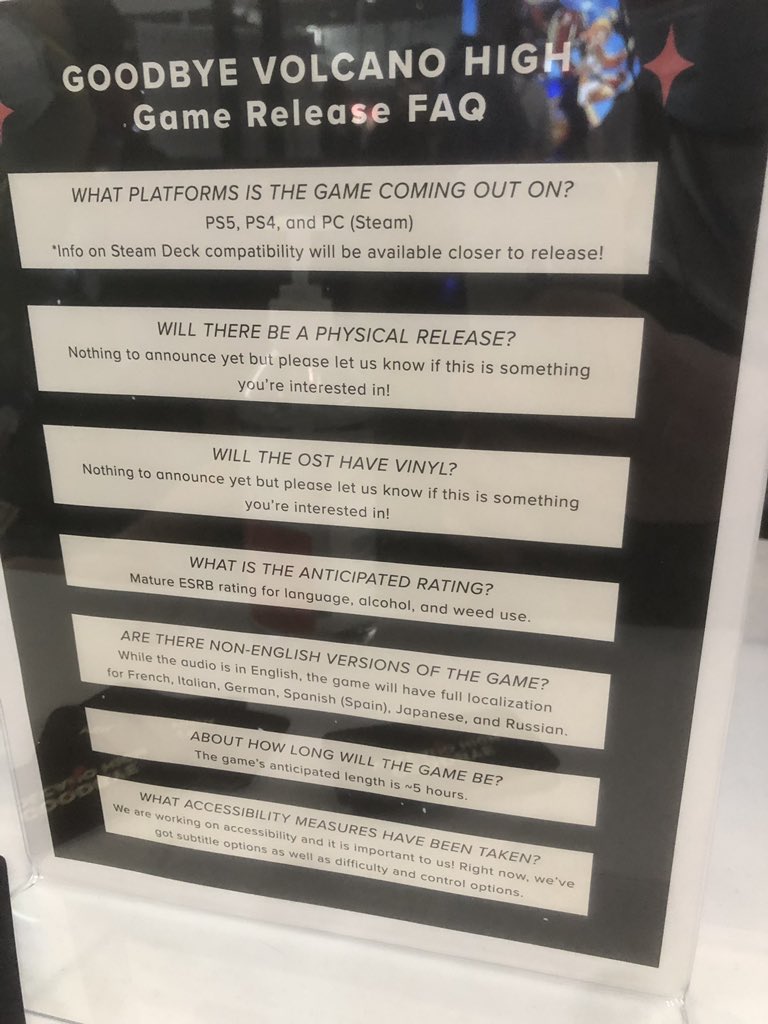 GOODBYE VOLCANO HIGH
Game Release FAQ
WHAT PLATFORMS IS THE GAME COMING OUT ON?
PS5, PS4, and PC (Steam)
*Info on Steam Deck compatibility will be available closer to release!
WILL THERE BE A PHYSICAL RELEASE?
Nothing to announce yet but please let us know if this is something
you're interested in!
WILL THE OST HAVE VINYL?
Nothing to announce yet but please let us know if this is something
you're interested in!
WHAT IS THE ANTICIPATED RATING?
Mature ESRB rating for language, alcohol, and weed use.
ARE THERE NON-ENGLISH VERSIONS OF THE GAME?
While the audio is in English, the game will have full localization
for French, Italian, German, Spanish (Spain), Japanese, and Russian.
ABOUT HOW LONG WILL THE GAME BE?
The game's anticipated length is ~5 hours.
WHAT ACCESSIBILITY MEASURES HAVE BEEN TAKEN?
We are working on accessibility and it is important to us! Right now, we've
got subtitle options as well as difficulty and control options.